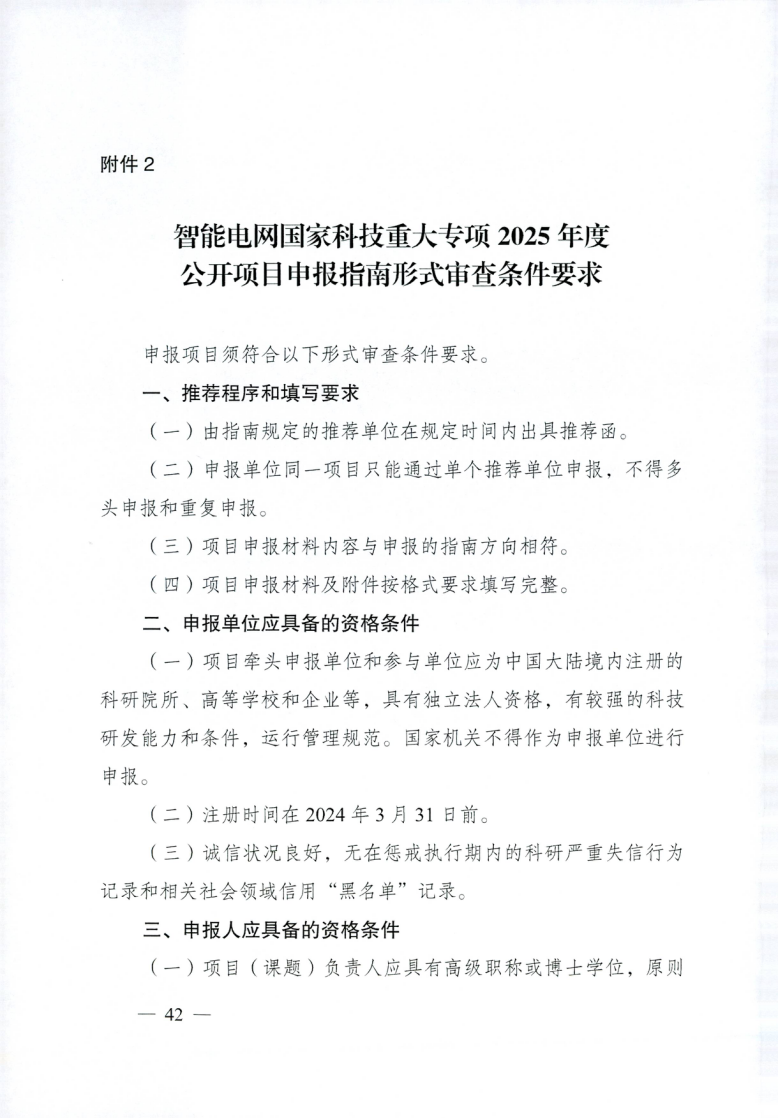 附件 2
智能电网国家科技重大专项 2025 年度
公开项目申报指南形式审查条件要求
申报项目须符合以下形式审查条件要求。
一、推荐程序和填写要求
（一）由指南规定的推荐单位在规定时间内出具推荐函。
（二）申报单位同一项目只能通过单个推荐单位申报，不得多
头申报和重复申报。
（三）项目申报材料内容与申报的指南方向相符。
（四）项目申报材料及附件按格式要求填写完整。
二、申报单位应具备的资格条件
（一）项目牵头申报单位和参与单位应为中国大陆境内注册的
科研院所、高等学校和企业等，具有独立法人资格，有较强的科技
研发能力和条件，运行管理规范。国家机关不得作为申报单位进行
申报。
（二）注册时间在 2024 年 3 月 31 日前。
（三）诚信状况良好，无在惩戒执行期内的科研严重失信行为
记录和相关社会领域信用“黑名单”记录。
三、申报人应具备的资格条件
（一）项目（课题）负责人应具有高级职称或博士学位，原则
— 42 —